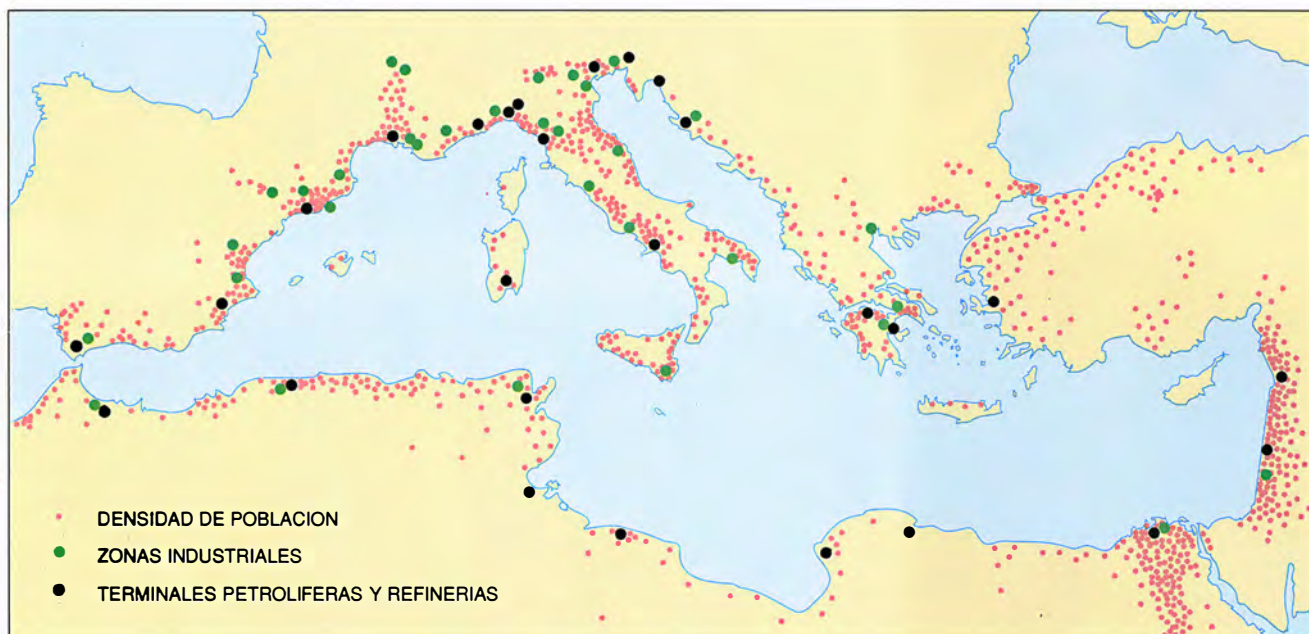 DENSIDAD DE POBLACION
ZONAS INDUSTRIALES
TERMINALES PETROLIFERAS Y REFINERIAS